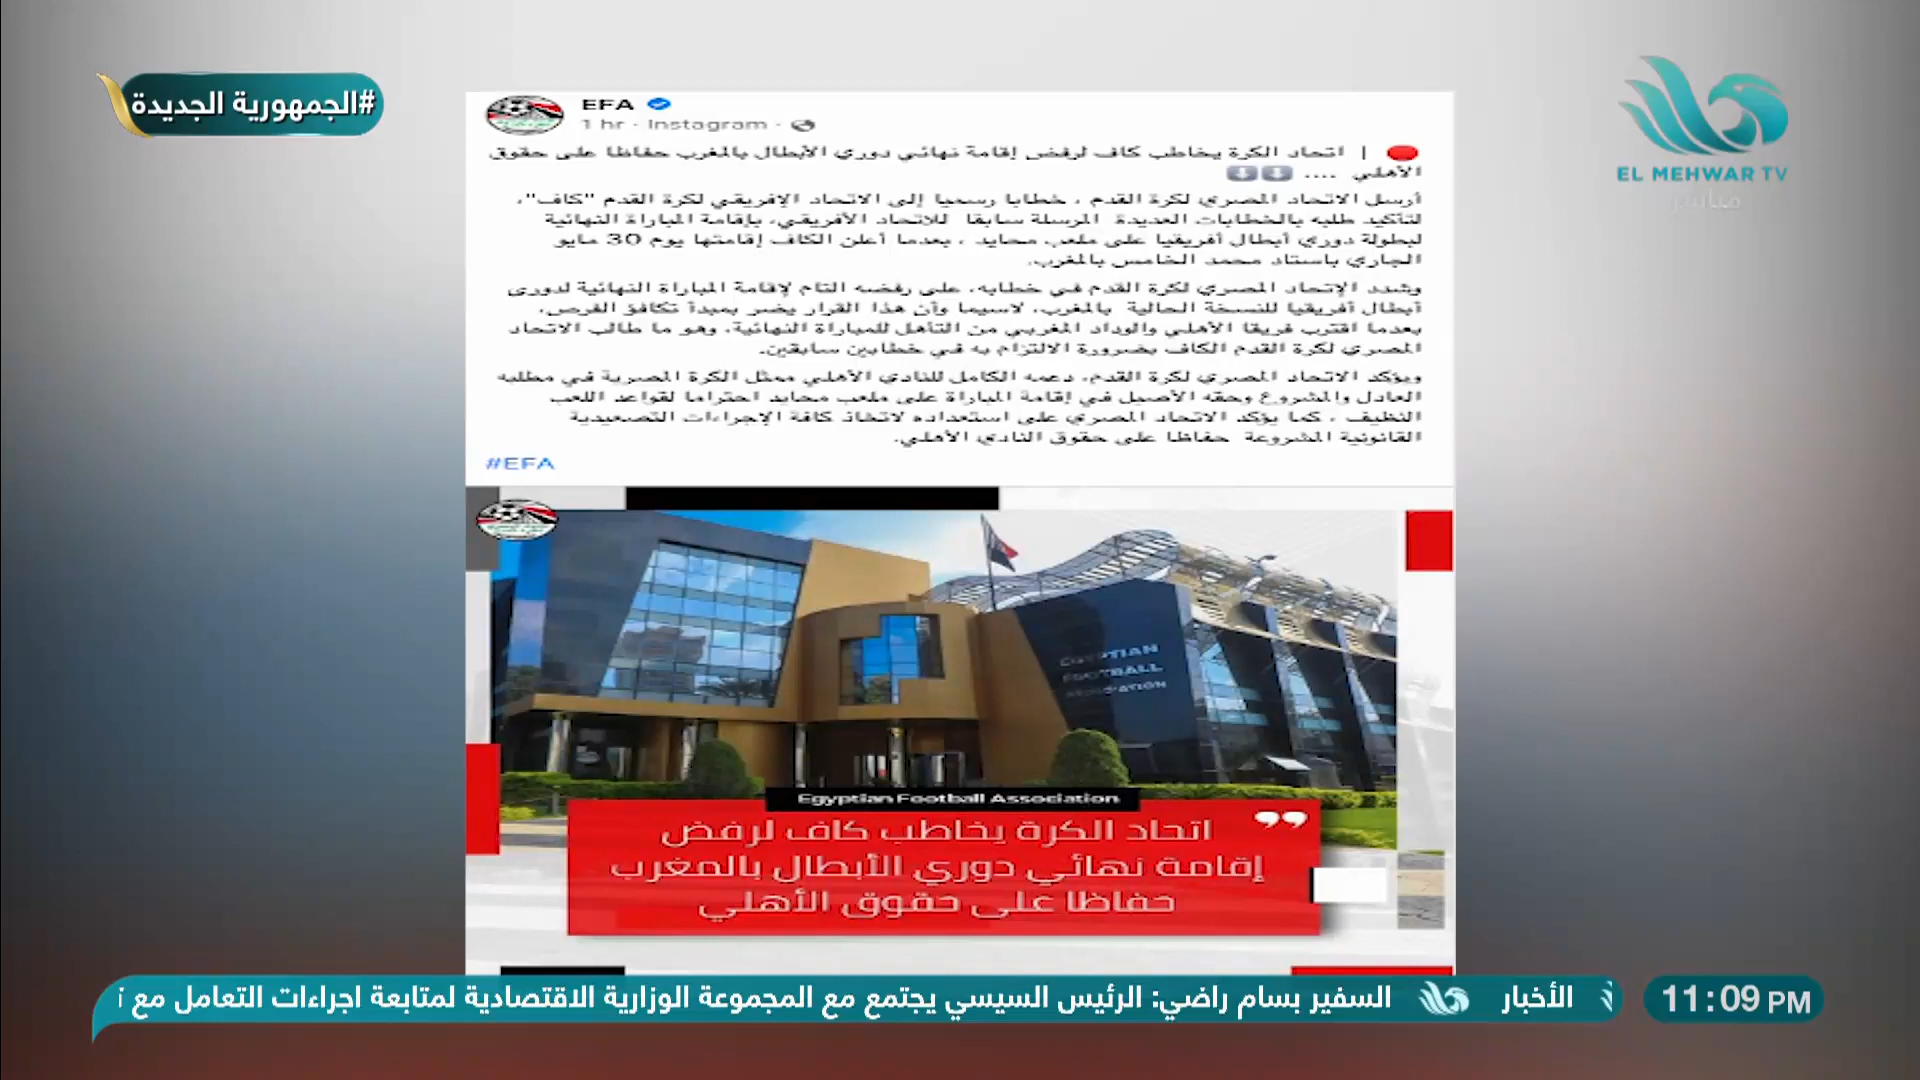 #الجمهورية الجديدة
EL MEHWAR TV
مباشر
EFA
1 hr · Instagram ·
| اتحاد الكرة يخاطب كاف لرفض إقامة نهائي دوري الأبطال بالمغرب حفاظا على حقوق
الأهلي ....
أرسل الاتحاد المصري لكرة القدم ، خطابا رسميا إلى الاتحاد الإفريقي لكرة القدم "كاف"،
لتأكيد طلبه بالخطابات العديدة المرسلة سابقا للاتحاد الأفريقي، بإقامة المباراة النهائية
لبطولة دوري أبطال أفريقيا على ملعب محايد ، بعدما أعلن الكاف إقامتها يوم 30 مايو
الجاري باستاد محمد الخامس بالمغرب.
وشدد الإتحاد المصري لكرة القدم في خطابه، على رفضه التام لإقامة المباراة النهائية لدورى
أبطال أفريقيا للنسخة الحالية بالمغرب، لاسيما وأن هذا القرار يضر بمبدأ تكافؤ الفرص،
بعدما اقترب فريقا الأهلي والوداد المغربي من التأهل للمباراة النهائية، وهو ما طالب الاتحاد
المصري لكرة القدم الكاف بضرورة الالتزام به في خطابين سابقين.
ويؤكد الاتحاد المصري لكرة القدم، دعمه الكامل للنادي الأهلي ممثل الكرة المصرية في مطلبه
العادل والمشروع وحقه الأصيل في إقامة المباراة على ملعب محايد احتراما لقواعد اللعب
النظيف ، كما يؤكد الاتحاد المصري على استعداده لاتخاذ كافة الإجراءات التصعيدية
القانونية المشروعة حفاظا على حقوق النادي الأهلي.
#EFA
EGYPTIAN
FOOTBALL
ASSOCIATION
Egyptian Football Association
اتحاد الكرة يخاطب كاف لرفض
إقامة نهائي دوري الأبطال بالمغرب
حفاظا على حقوق الأهلي
الأخبار
السفير بسام راضي: الرئيس السيسي يجتمع مع المجموعة الوزارية الاقتصادية لمتابعة اجراءات التعامل مع
11:09 PM